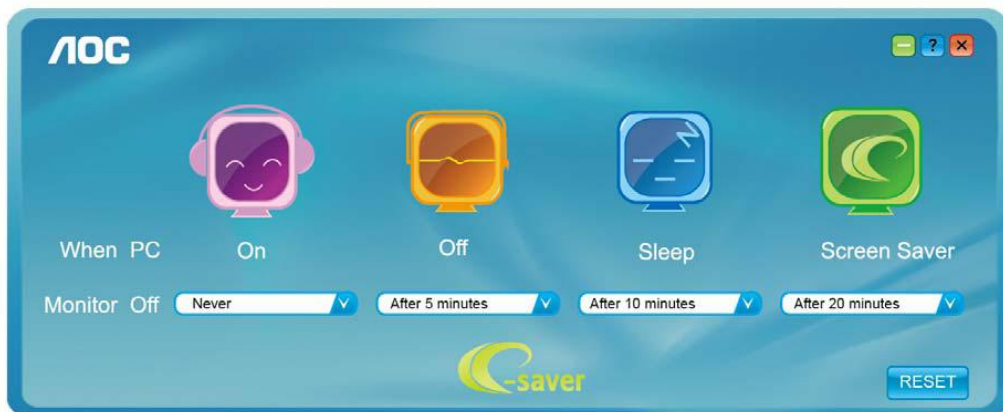 AOC
?
When PC On Off Sleep Screen Saver
Monitor Off Never After 5 minutes After 10 minutes After 20 minutes
e-saver
RESET